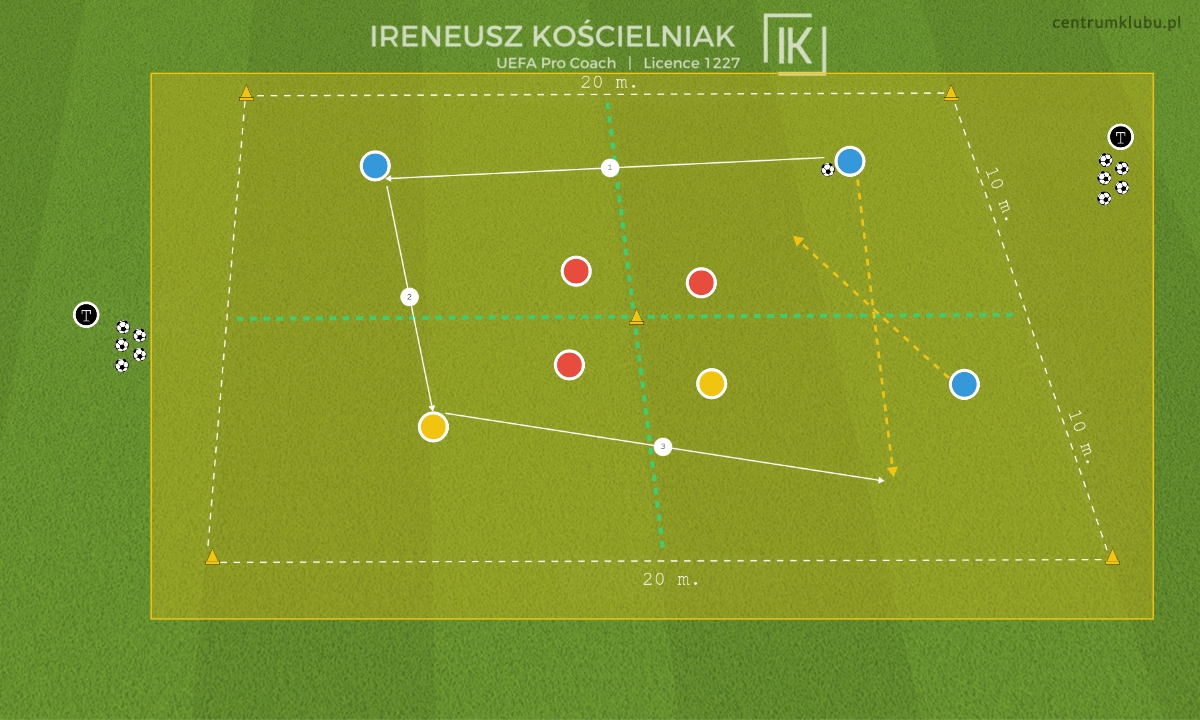 centrumklubu.pl
IRENEUSZ KOŚCIELNIAK
IK
UEFA Pro Coach | Licence 1227
20 m.
T
10 m.
1
2
T
10 m.
3
20 m.